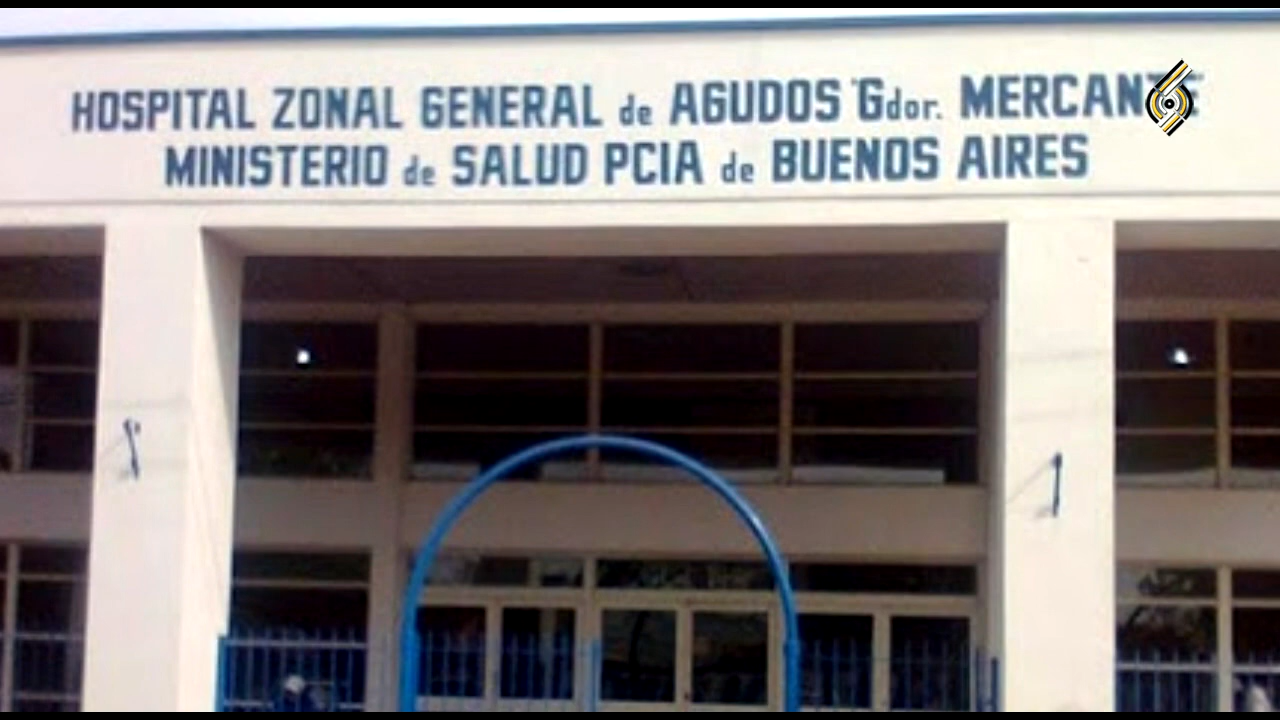 HOSPITAL ZONAL GENERAL de AGUDOS "Gdor. MERCANTE
MINISTERIO de SALUD PCIA de BUENOS AIRES